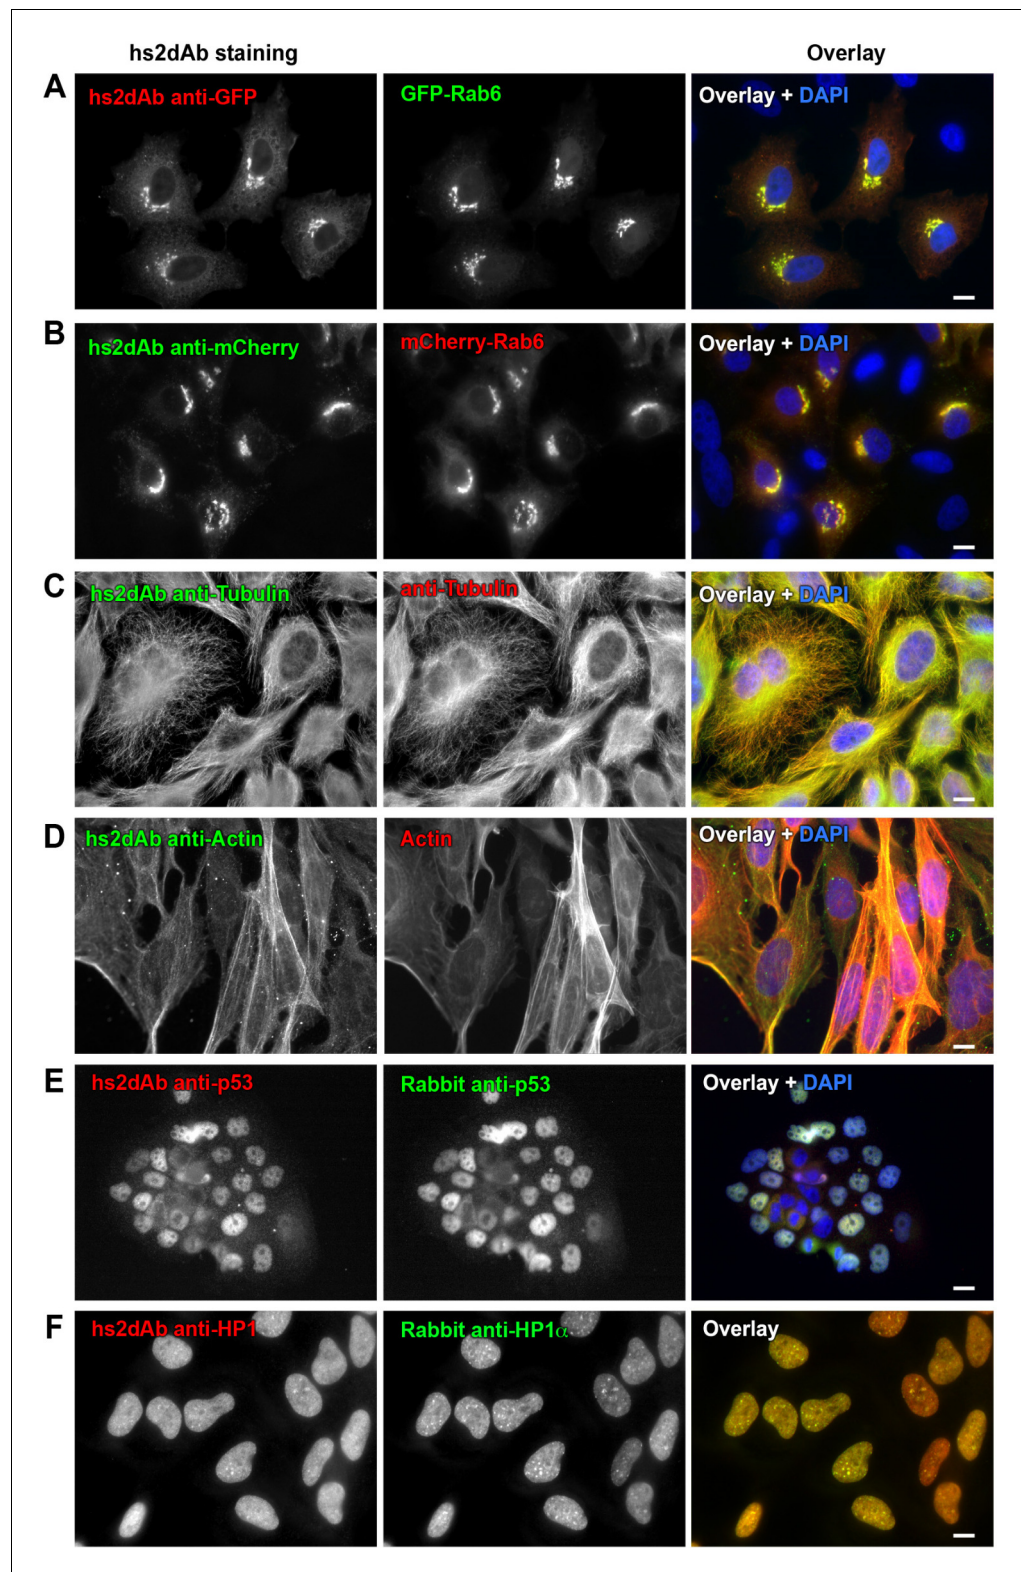 hs2dAb staining Overlay
A hs2dAb anti-GFP GFP-Rab6 Overlay + DAPI
B hs2dAb anti-mCherry mCherry-Rab6 Overlay + DAPI
C hs2dAb anti-Tubulin anti-Tubulin Overlay + DAPI
D hs2dAb anti-Actin Actin Overlay + DAPI
E hs2dAb anti-p53 Rabbit anti-p53 Overlay + DAPI
F hs2dAb anti-HP1 Rabbit anti-HP1α Overlay